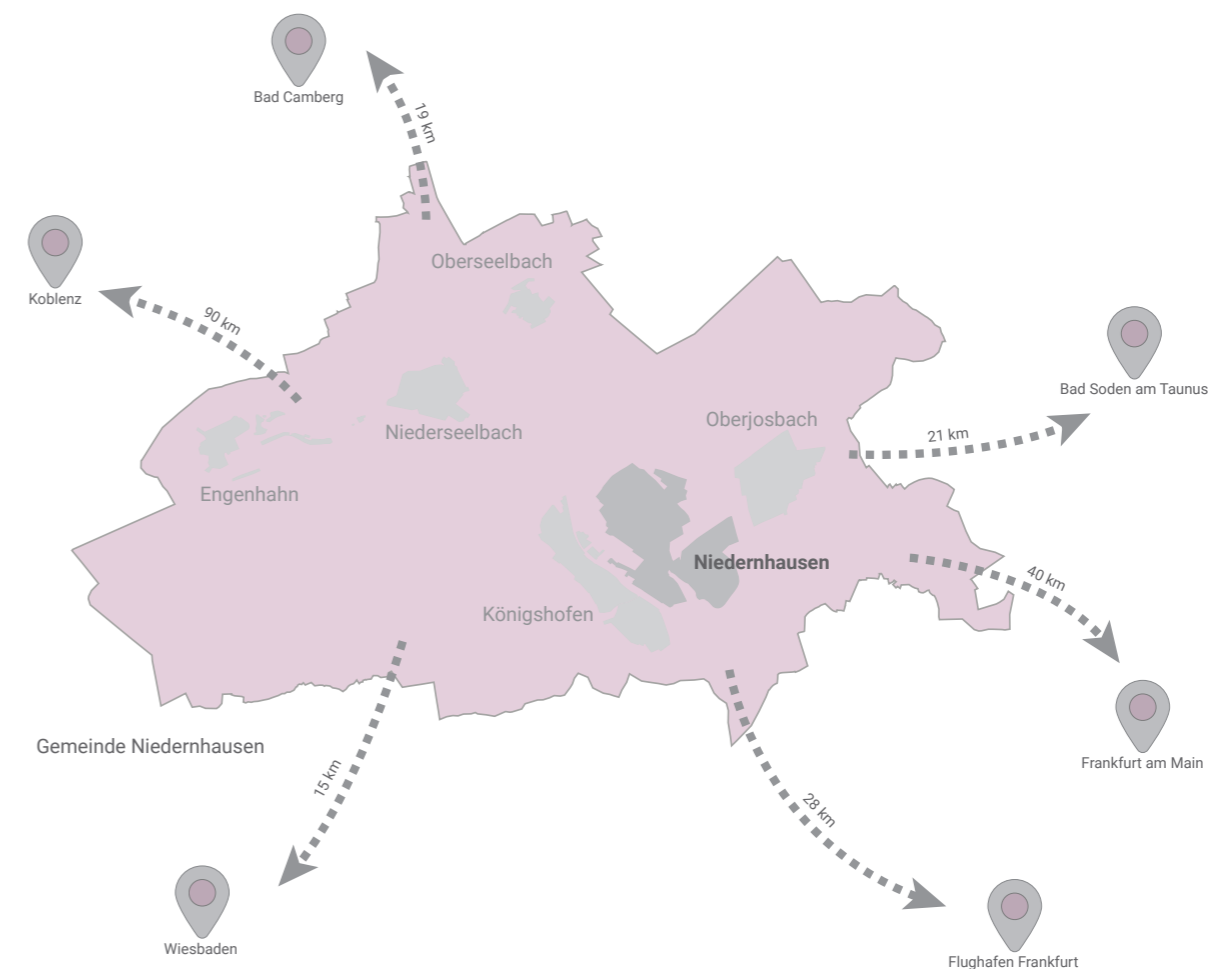 Bad Camberg
19 km
Koblenz
90 km
Oberseelbach
Bad Soden am Taunus
21 km
Oberjosbach
Niederseelbach
Engenhahn
Niedernhausen
40 km
Königshofen
Frankfurt am Main
Gemeinde Niedernhausen
15 km
28 km
Wiesbaden
Flughafen Frankfurt